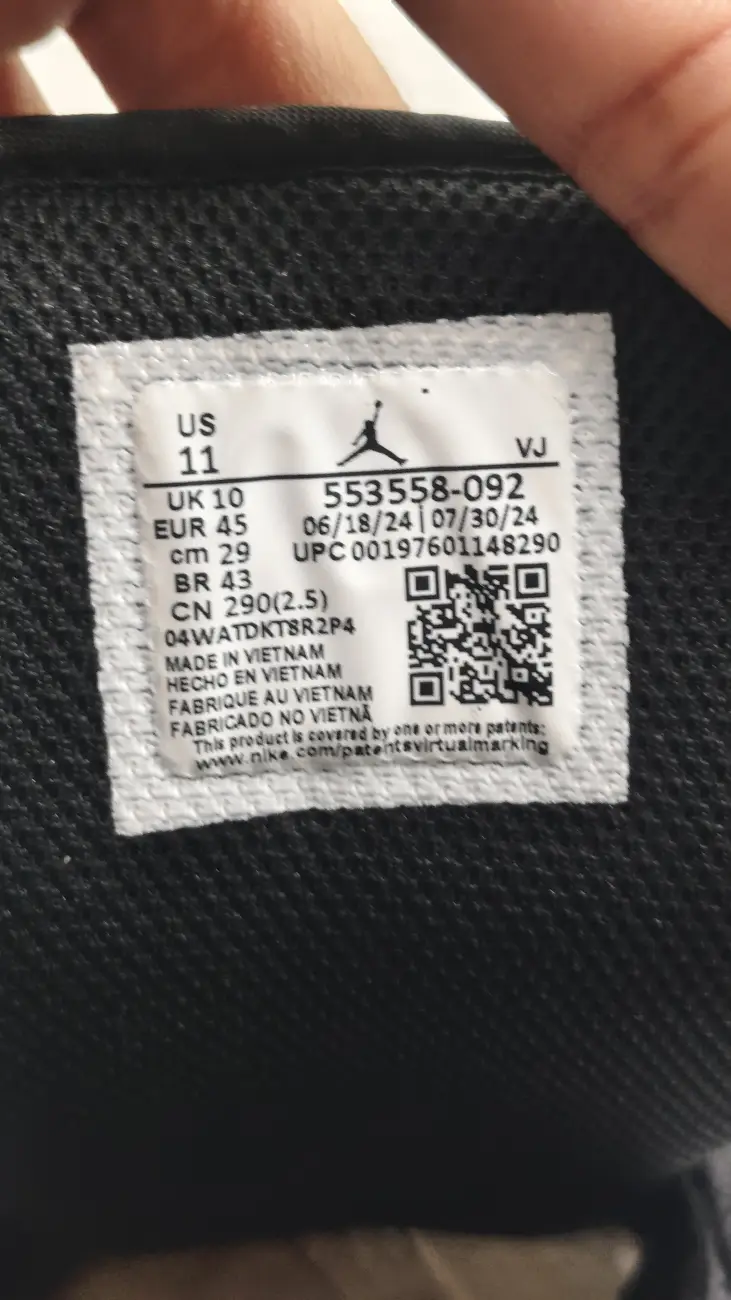 US
11
VJ
UK 10
553558-092
EUR 45
06/18/24 | 07/30/24
cm 29
UPC 00197601148290
BR 43
CN 290(2.5)
04WATDKT8R2P4
MADE IN VIETNAM
HECHO EN VIETNAM
FABRIQUE AU VIETNAM
FABRICADO NO VIETNÃ
This product is covered by one or more patents:
www.nike.com/patentsvirtualmarking